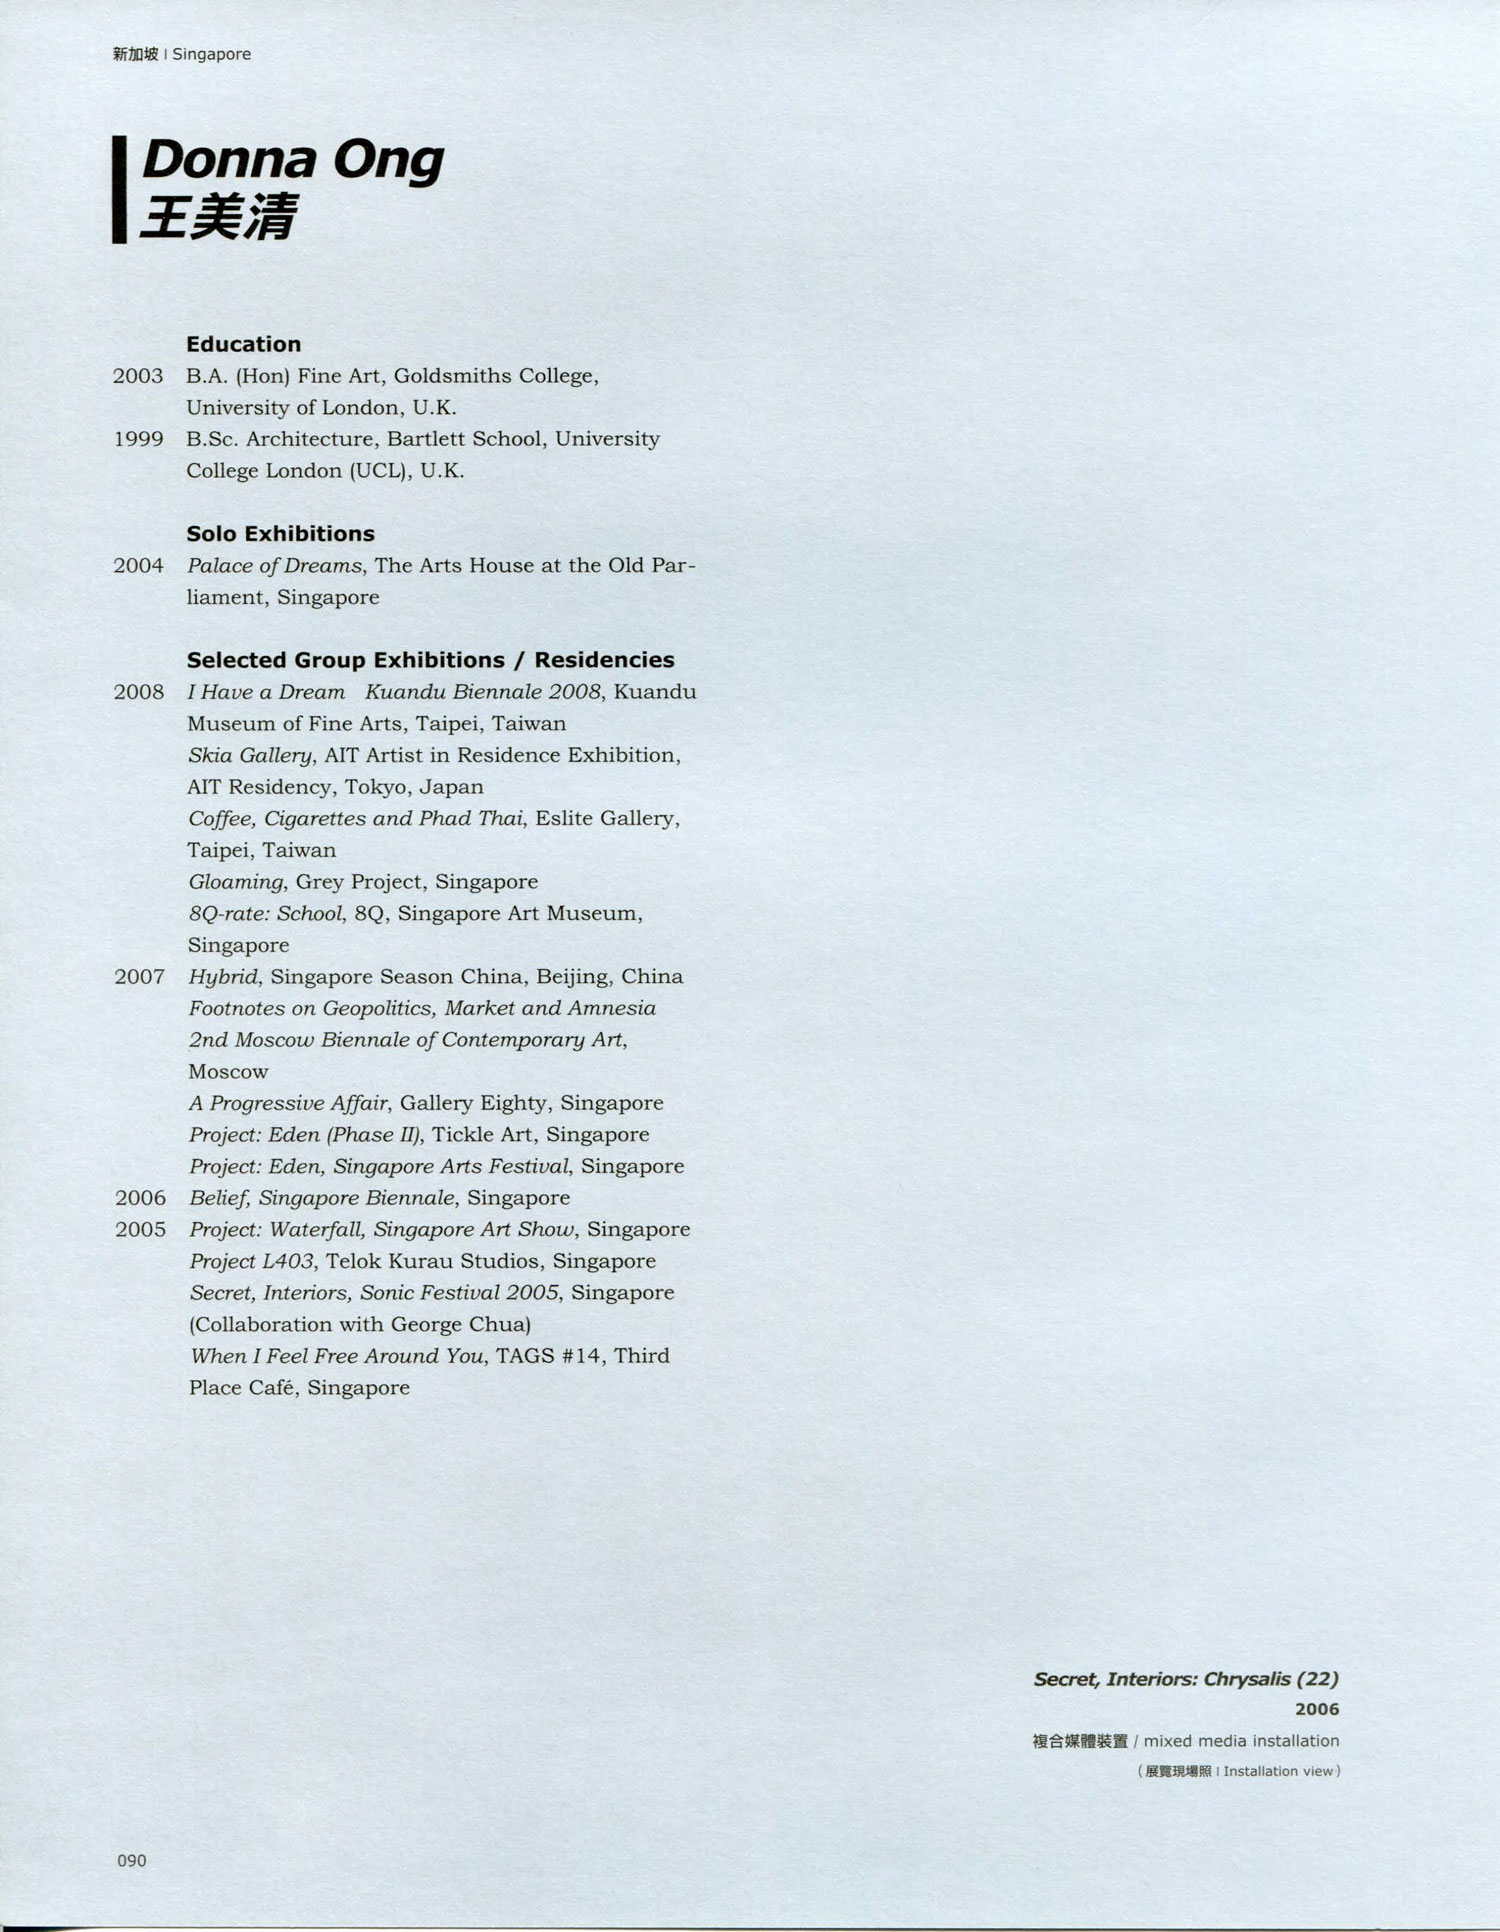 新加坡 | Singapore
Donna Ong
王美清
Education
2003 B.A. (Hon) Fine Art, Goldsmiths College,
University of London, U.K.
1999 B.Sc. Architecture, Bartlett School, University
College London (UCL), U.K.
Solo Exhibitions
2004 Palace of Dreams, The Arts House at the Old Par-
liament, Singapore
Selected Group Exhibitions / Residencies
2008 I Have a Dream Kuandu Biennale 2008, Kuandu
Museum of Fine Arts, Taipei, Taiwan
Skia Gallery, AIT Artist in Residence Exhibition,
AIT Residency, Tokyo, Japan
Coffee, Cigarettes and Phad Thai, Eslite Gallery,
Taipei, Taiwan
Gloaming, Grey Project, Singapore
8Q-rate: School, 8Q, Singapore Art Museum,
Singapore
2007 Hybrid, Singapore Season China, Beijing, China
Footnotes on Geopolitics, Market and Amnesia
2nd Moscow Biennale of Contemporary Art,
Moscow
A Progressive Affair, Gallery Eighty, Singapore
Project: Eden (Phase II), Tickle Art, Singapore
Project: Eden, Singapore Arts Festival, Singapore
2006 Belief, Singapore Biennale, Singapore
2005 Project: Waterfall, Singapore Art Show, Singapore
Project L403, Telok Kurau Studios, Singapore
Secret, Interiors, Sonic Festival 2005, Singapore
(Collaboration with George Chua)
When I Feel Free Around You, TAGS #14, Third
Place Café, Singapore
Secret, Interiors: Chrysalis (22)
2006
複合媒體裝置 / mixed media installation
(展覽現場照 | Installation view)
090